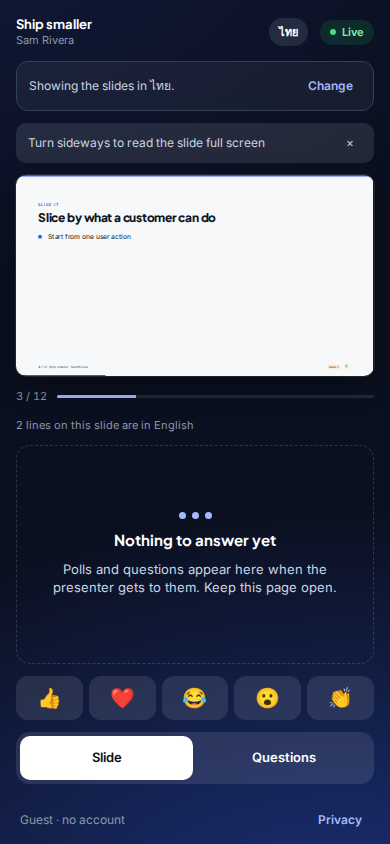 Ship smaller
Sam Rivera
ไทย
Live
Showing the slides in ไทย.
Change
Turn sideways to read the slide full screen
×
SLICE IT
Slice by what a customer can do
Start from one user action
3 / 12
2 lines on this slide are in English
Nothing to answer yet
Polls and questions appear here when the
presenter gets to them. Keep this page open.
Slide
Questions
Guest · no account
Privacy